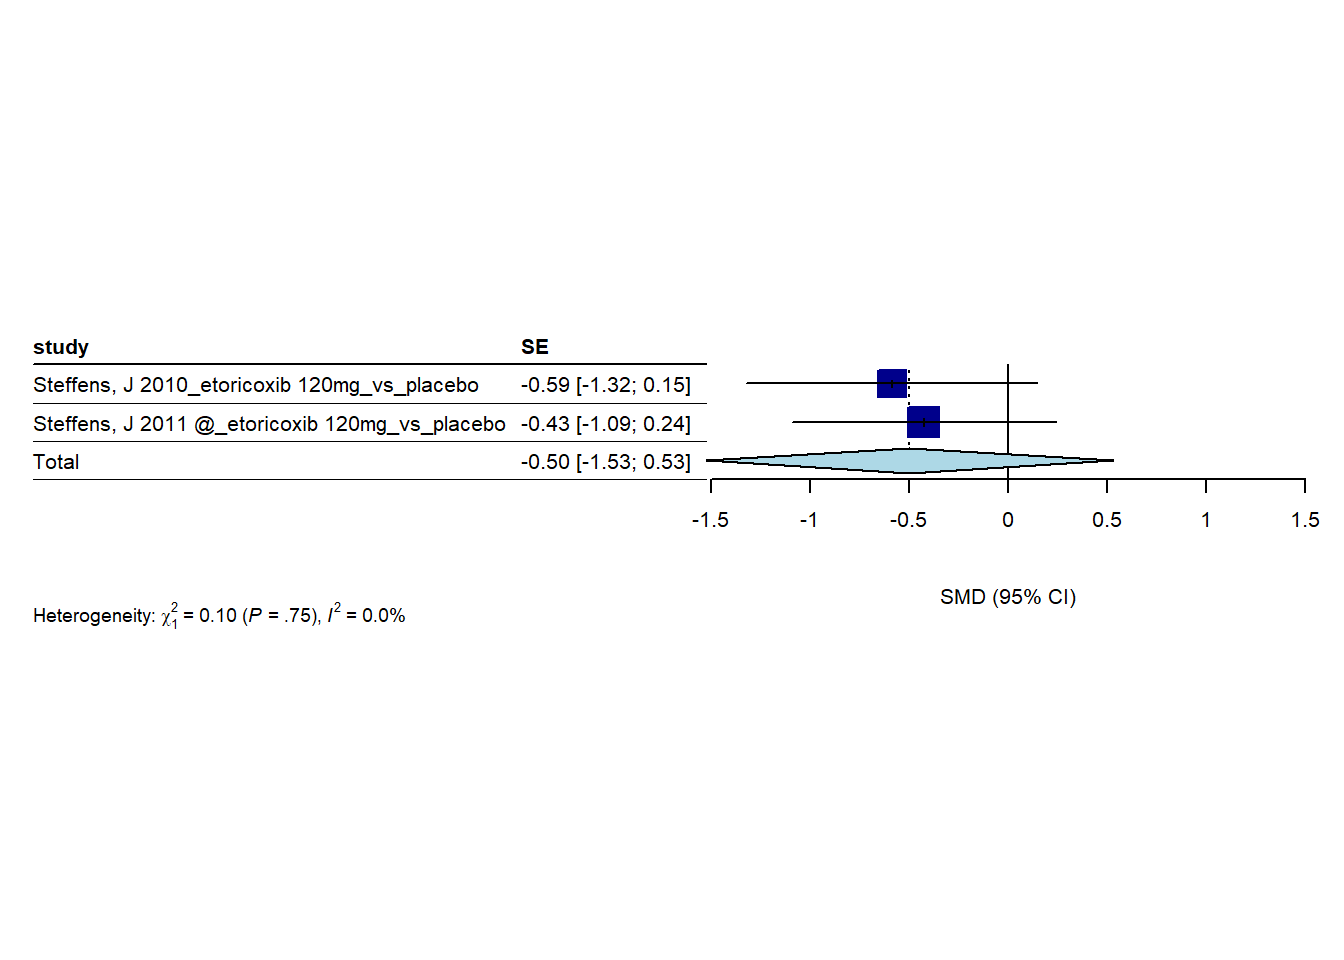 study SE
Steffens, J 2010_etoricoxib 120mg_vs_placebo -0.59 [-1.32; 0.15]
Steffens, J 2011 @_etoricoxib 120mg_vs_placebo -0.43 [-1.09; 0.24]
Total -0.50 [-1.53; 0.53]
-1.5 -1 -0.5 0 0.5 1 1.5
SMD (95% CI)
Heterogeneity: χ²₁ = 0.10 (P = .75), I² = 0.0%